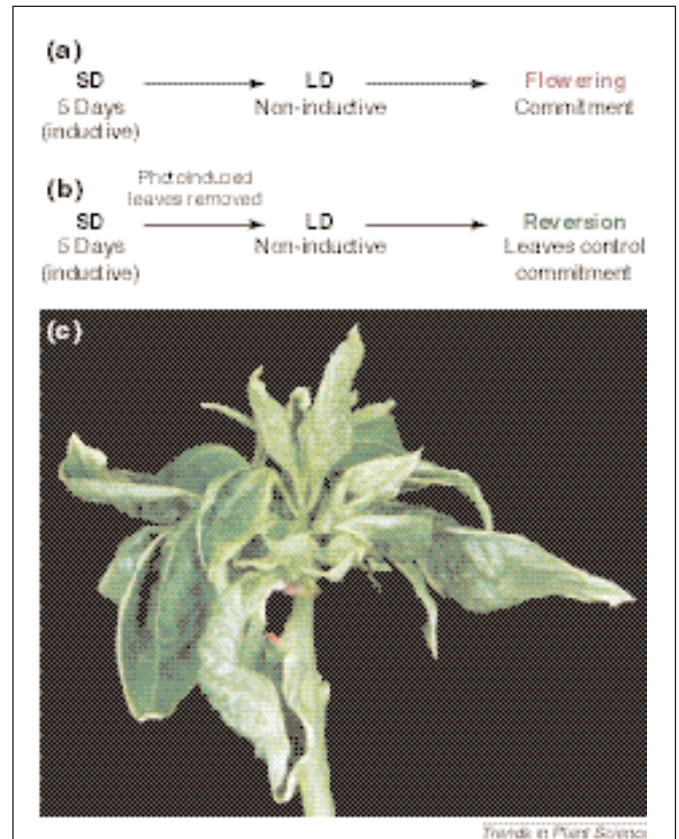 (a)
SD LD Flowering
5 Days Non-inductive Commitment
(inductive)
(b) Photoinduced
leaves removed
SD LD Reversion
5 Days Non-inductive Leaves control
(inductive) commitment
(c)
Trends in Plant Science